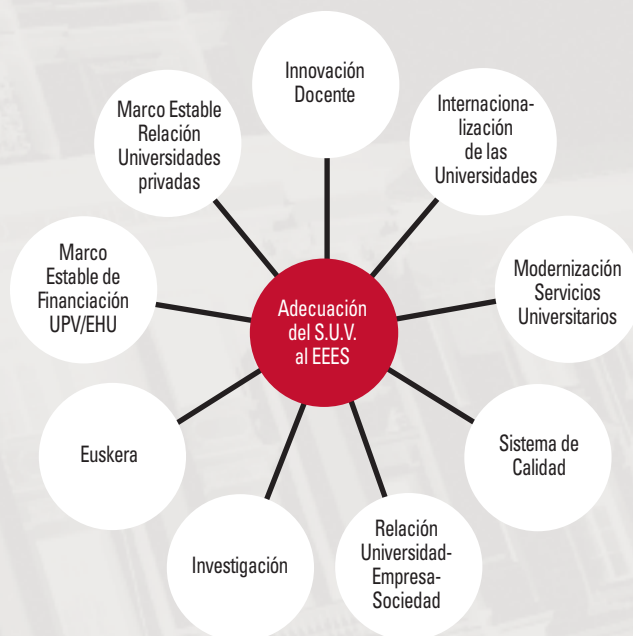 Innovación
Docente
Internaciona-
lización
de las
Universidades
Modernización
Servicios
Universitarios
Sistema de
Calidad
Relación
Universidad-
Empresa-
Sociedad
Investigación
Euskera
Marco
Estable de
Financiación
UPV/EHU
Marco Estable
Relación
Universidades
privadas
Adecuación
del S.U.V.
al EEES